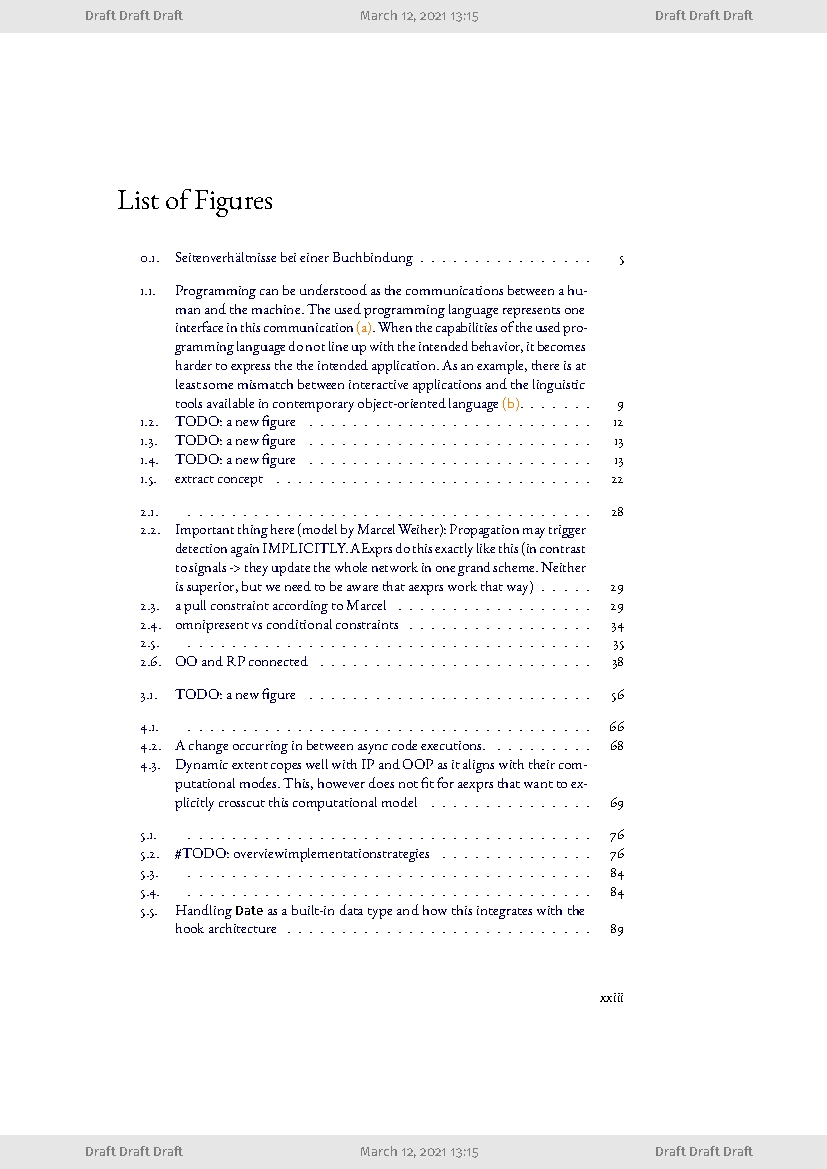 Draft Draft Draft March 12, 2021 13:15 Draft Draft Draft
List of Figures
0.1. Seitenverhältnisse bei einer Buchbindung . . . . . . . . . . . . . . . . 5
1.1. Programming can be understood as the communications between a hu-
man and the machine. The used programming language represents one
interface in this communication (a). When the capabilities of the used pro-
gramming language do not line up with the intended behavior, it becomes
harder to express the the intended application. As an example, there is at
least some mismatch between interactive applications and the linguistic
tools available in contemporary object-oriented language (b). . . . . . . 9
1.2. TODO: a new figure . . . . . . . . . . . . . . . . . . . . . . . . . . 12
1.3. TODO: a new figure . . . . . . . . . . . . . . . . . . . . . . . . . . 13
1.4. TODO: a new figure . . . . . . . . . . . . . . . . . . . . . . . . . . 13
1.5. extract concept . . . . . . . . . . . . . . . . . . . . . . . . . . . . . 22
2.1. . . . . . . . . . . . . . . . . . . . . . . . . . . . . . . . . . . . . . 28
2.2. Important thing here (model by Marcel Weiher): Propagation may trigger
detection again IMPLICITLY. AExprs do this exactly like this (in contrast
to signals -> they update the whole network in one grand scheme. Neither
is superior, but we need to be aware that aexprs work that way) . . . . . 29
2.3. a pull constraint according to Marcel . . . . . . . . . . . . . . . . . . 29
2.4. omnipresent vs conditional constraints . . . . . . . . . . . . . . . . . 34
2.5. . . . . . . . . . . . . . . . . . . . . . . . . . . . . . . . . . . . . . 35
2.6. OO and RP connected . . . . . . . . . . . . . . . . . . . . . . . . . 38
3.1. TODO: a new figure . . . . . . . . . . . . . . . . . . . . . . . . . . 56
4.1. . . . . . . . . . . . . . . . . . . . . . . . . . . . . . . . . . . . . . 66
4.2. A change occurring in between async code executions. . . . . . . . . . 68
4.3. Dynamic extent copes well with IP and OOP as it aligns with their com-
putational modes. This, however does not fit for aexprs that want to ex-
plicitly crosscut this computational model . . . . . . . . . . . . . . . 69
5.1. . . . . . . . . . . . . . . . . . . . . . . . . . . . . . . . . . . . . . 76
5.2. #TODO: overviewimplementationstrategies . . . . . . . . . . . . . . 76
5.3. . . . . . . . . . . . . . . . . . . . . . . . . . . . . . . . . . . . . . 84
5.4. . . . . . . . . . . . . . . . . . . . . . . . . . . . . . . . . . . . . . 84
5.5. Handling Date as a built-in data type and how this integrates with the
hook architecture . . . . . . . . . . . . . . . . . . . . . . . . . . . . 89
xxiii
Draft Draft Draft March 12, 2021 13:15 Draft Draft Draft